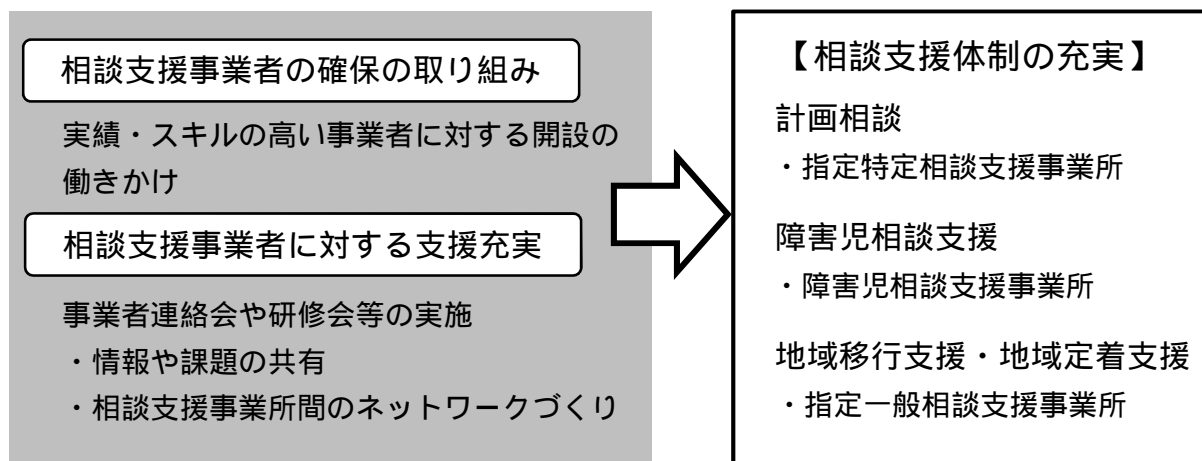 相談支援事業者の確保の取り組み
実績・スキルの高い事業者に対する開設の
働きかけ
相談支援事業者に対する支援充実
事業者連絡会や研修会等の実施
・情報や課題の共有
・相談支援事業所間のネットワークづくり
【相談支援体制の充実】
計画相談
・指定特定相談支援事業所
障害児相談支援
・障害児相談支援事業所
地域移行支援・地域定着支援
・指定一般相談支援事業所